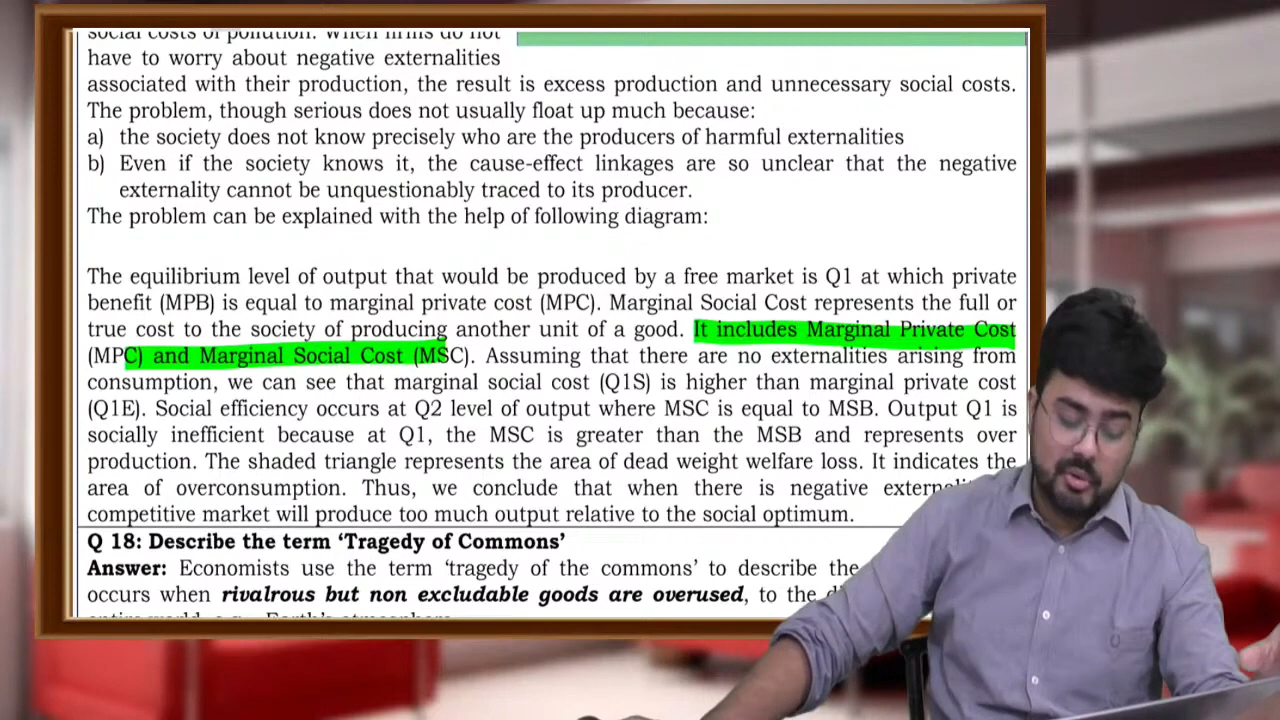 social costs of pollution. When firms do not
have to worry about negative externalities
associated with their production, the result is excess production and unnecessary social costs.
The problem, though serious does not usually float up much because:
a) the society does not know precisely who are the producers of harmful externalities
b) Even if the society knows it, the cause-effect linkages are so unclear that the negative
externality cannot be unquestionably traced to its producer.
The problem can be explained with the help of following diagram:
The equilibrium level of output that would be produced by a free market is Q1 at which private
benefit (MPB) is equal to marginal private cost (MPC). Marginal Social Cost represents the full or
true cost to the society of producing another unit of a good. It includes Marginal Private Cost
(MPC) and Marginal Social Cost (MSC). Assuming that there are no externalities arising from
consumption, we can see that marginal social cost (Q1S) is higher than marginal private cost
(Q1E). Social efficiency occurs at Q2 level of output where MSC is equal to MSB. Output Q1 is
socially inefficient because at Q1, the MSC is greater than the MSB and represents over
production. The shaded triangle represents the area of dead weight welfare loss. It indicates the
area of overconsumption. Thus, we conclude that when there is negative
competitive market will produce too much output relative to the social optimum.
Q 18: Describe the term ‘Tragedy of Commons’
Answer: Economists use the term ‘tragedy of the commons’ to describe the
occurs when rivalrous but non excludable goods are overused, to the